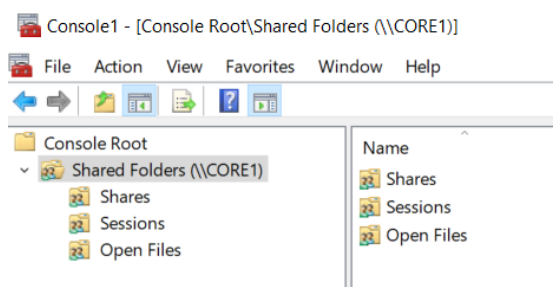 Console1 - [Console Root\Shared Folders (\\CORE1)]
File Action View Favorites Window Help
Console Root
Shared Folders (\\CORE1)
Shares
Sessions
Open Files
Name
Shares
Sessions
Open Files